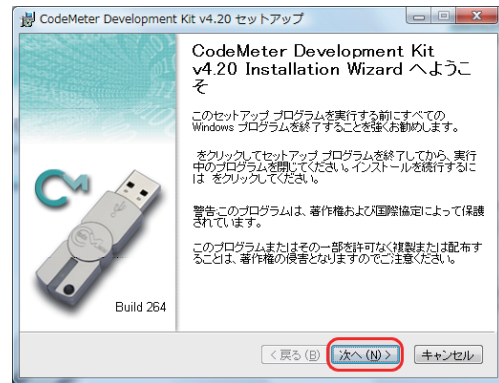 CodeMeter Development Kit v4.20 セットアップ
CodeMeter Development Kit
v4.20 Installation Wizard へようこ
そ
このセットアップ プログラムを実行する前にすべての
Windows プログラムを終了することを強くお勧めします。
をクリックしてセットアップ プログラムを終了してから、実行
中のプログラムを閉じてください。インストールを続行するに
は をクリックしてください。
警告:このプログラムは、著作権および国際協定によって保護
されています。
このプログラムまたはその一部を許可なく複製または配布す
ることは、著作権の侵害となりますのでご注意ください。
Build 264
< 戻る (B) 次へ (N) > キャンセル